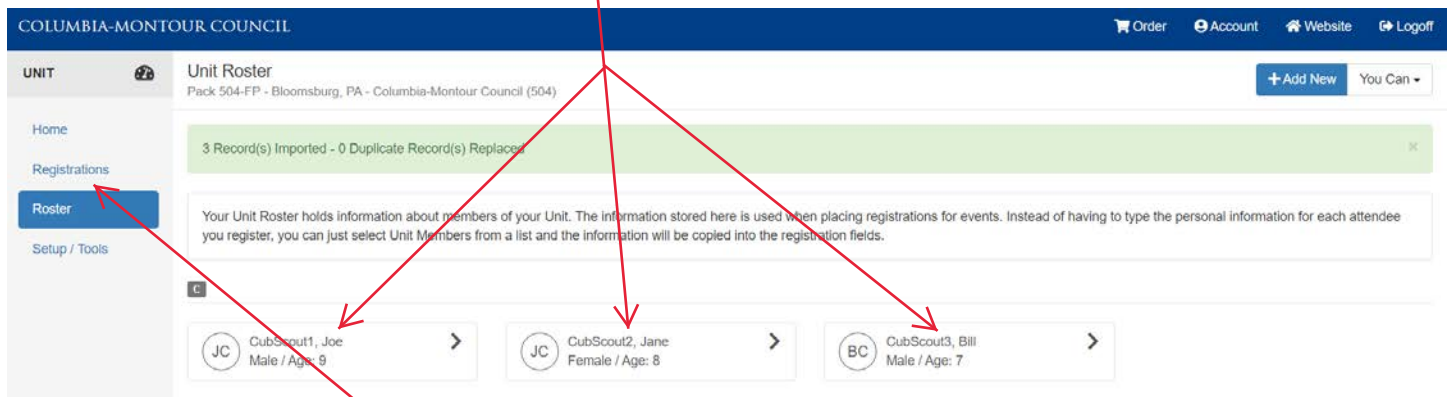 COLUMBIA-MONTOUR COUNCIL
Order Account Website Logoff
UNIT
Unit Roster
Pack 504-FP - Bloomsburg, PA - Columbia-Montour Council (504)
+Add New You Can
Home
Registrations
Roster
Setup / Tools
3 Record(s) Imported - 0 Duplicate Record(s) Replaced
×
Your Unit Roster holds information about members of your Unit. The information stored here is used when placing registrations for events. Instead of having to type the personal information for each attendee
you register, you can just select Unit Members from a list and the information will be copied into the registration fields.
C
JC
CubScout1, Joe
Male / Age: 9
JC
CubScout2, Jane
Female / Age: 8
BC
CubScout3, Bill
Male / Age: 7